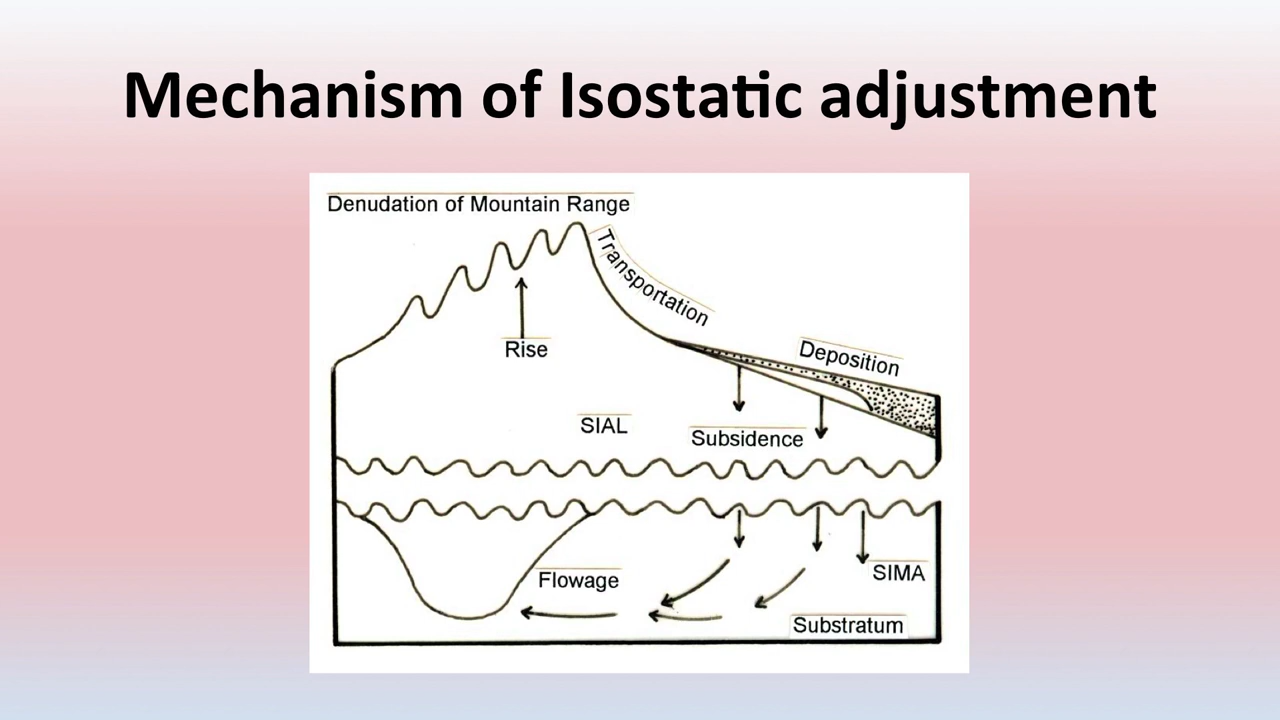 Mechanism of Isostatic adjustment
Denudation of Mountain Range
Transportation
Rise
Deposition
SIAL
Subsidence
Flowage
SIMA
Substratum